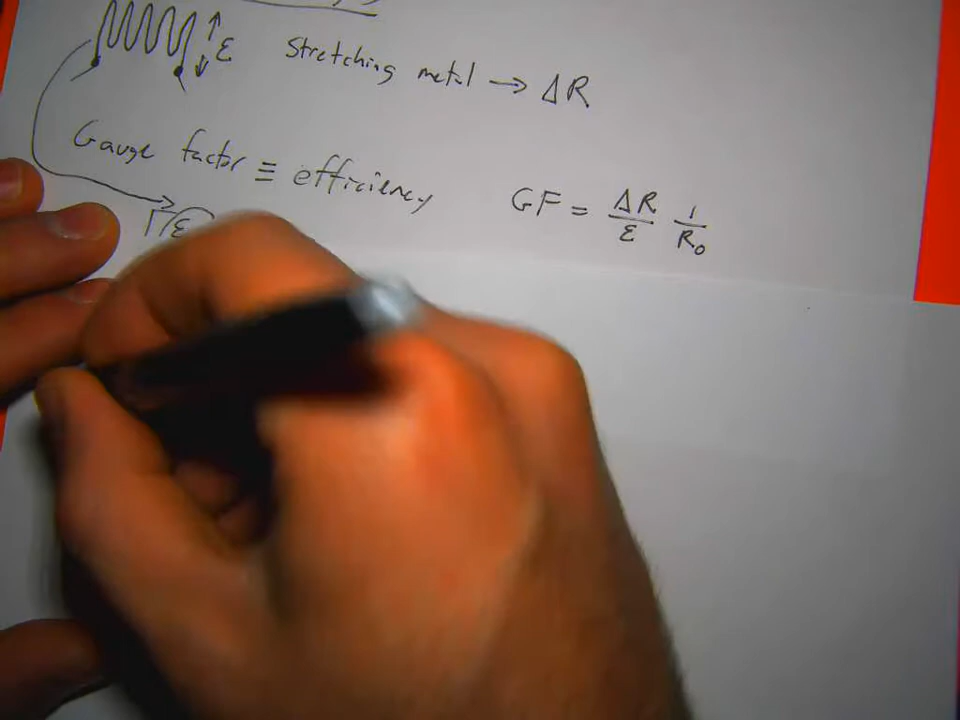 ε Stretching metal → ΔR
Gauge factor ≡ efficiency GF = ΔR/ε 1/R₀
ε